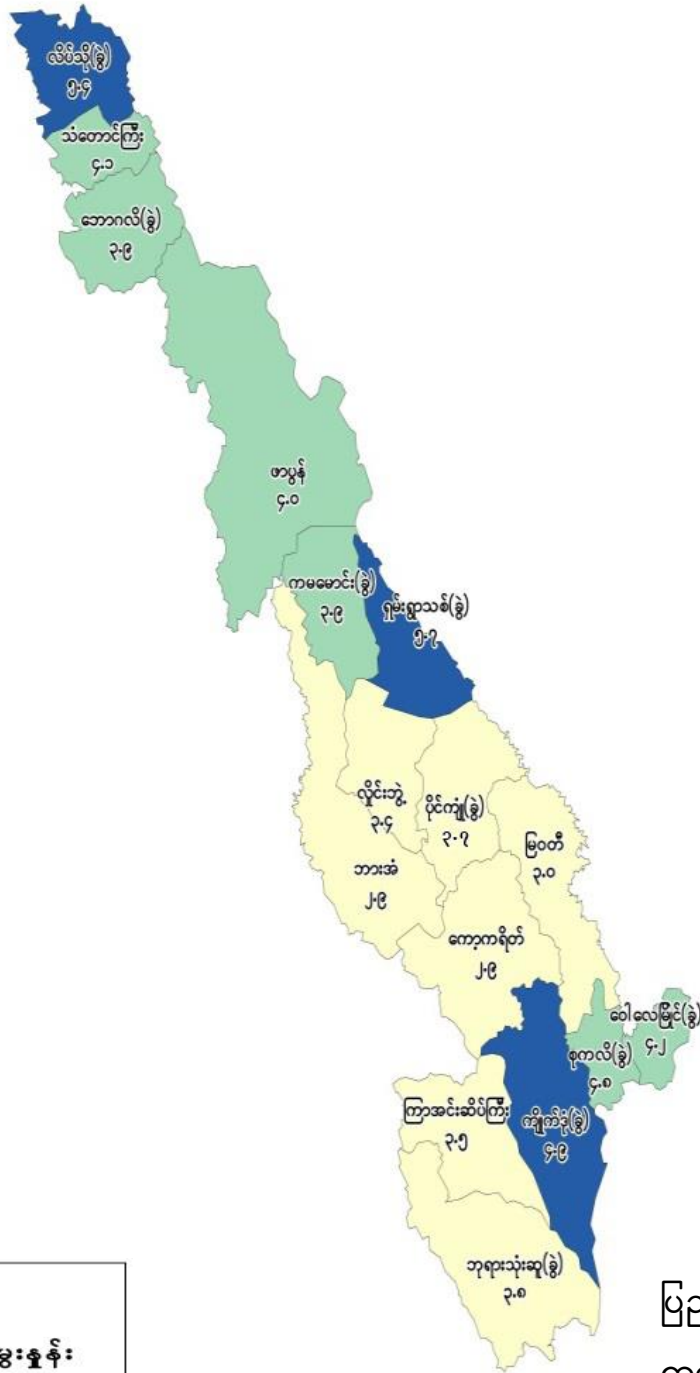 လိပ်သို(ခွဲ)
၅.၄
သံတောင်ကြီး
၄.၁
ဘောဂလိ(ခွဲ)
၃.၉
ဖာပွန်
၄.၀
ကမမောင်း(ခွဲ)
၃.၉
ရှမ်းရွာသစ်(ခွဲ)
၅.၇
လှိုင်းဘွဲ့
၃.၄
ပိုင်ကျုံ(ခွဲ)
၃.၇
မြဝတီ
၃.၀
ဘားအံ
၂.၉
ကော့ကရိတ်
၂.၉
ဝေါလေမြိုင်(ခွဲ)
၄.၂
စုကလိ(ခွဲ)
၄.၈
ကြာအင်းဆိပ်ကြီး
၃.၅
ကျိုက်ဒုံ(ခွဲ)
၄.၉
ဘုရားသုံးဆူ(ခွဲ)
၃.၈